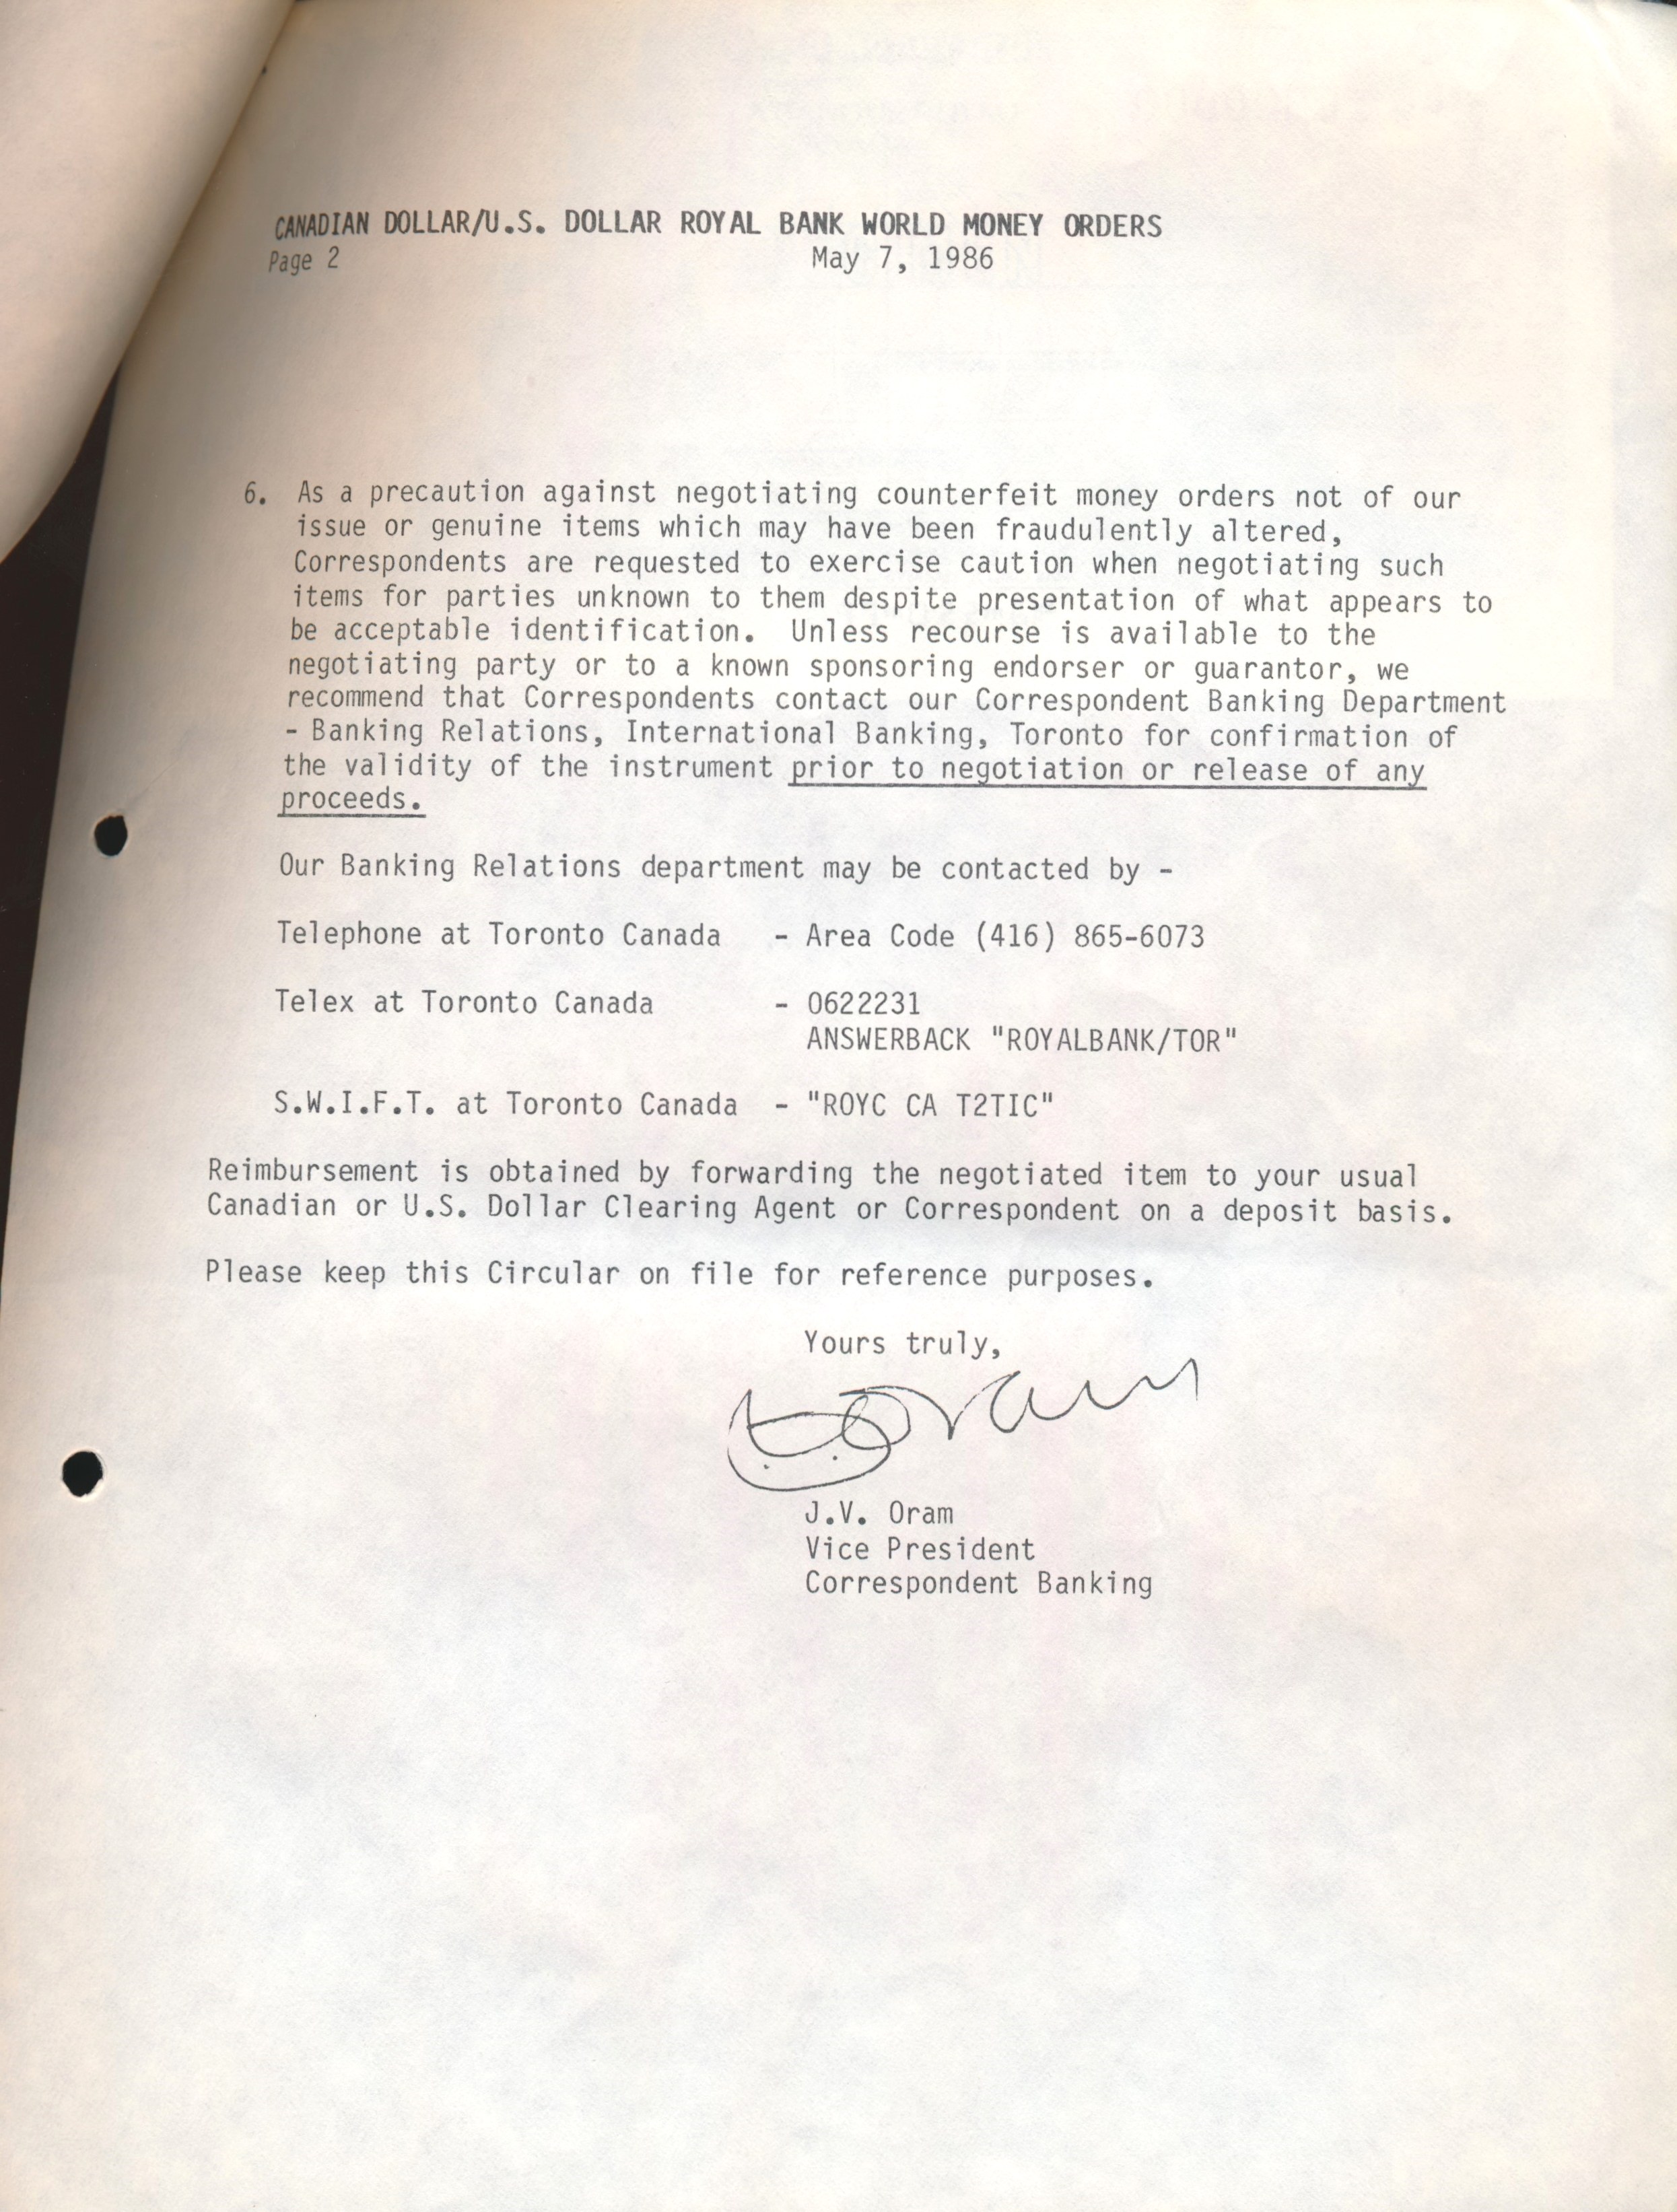 CANADIAN DOLLAR/U.S. DOLLAR ROYAL BANK WORLD MONEY ORDERS
Page 2 May 7, 1986
6. As a precaution against negotiating counterfeit money orders not of our
issue or genuine items which may have been fraudulently altered,
Correspondents are requested to exercise caution when negotiating such
items for parties unknown to them despite presentation of what appears to
be acceptable identification. Unless recourse is available to the
negotiating party or to a known sponsoring endorser or guarantor, we
recommend that Correspondents contact our Correspondent Banking Department
- Banking Relations, International Banking, Toronto for confirmation of
the validity of the instrument prior to negotiation or release of any
proceeds.
Our Banking Relations department may be contacted by -
Telephone at Toronto Canada - Area Code (416) 865-6073
Telex at Toronto Canada - 0622231
ANSWERBACK "ROYALBANK/TOR"
S.W.I.F.T. at Toronto Canada - "ROYC CA T2TIC"
Reimbursement is obtained by forwarding the negotiated item to your usual
Canadian or U.S. Dollar Clearing Agent or Correspondent on a deposit basis.
Please keep this Circular on file for reference purposes.
Yours truly,
Oram
J.V. Oram
Vice President
Correspondent Banking